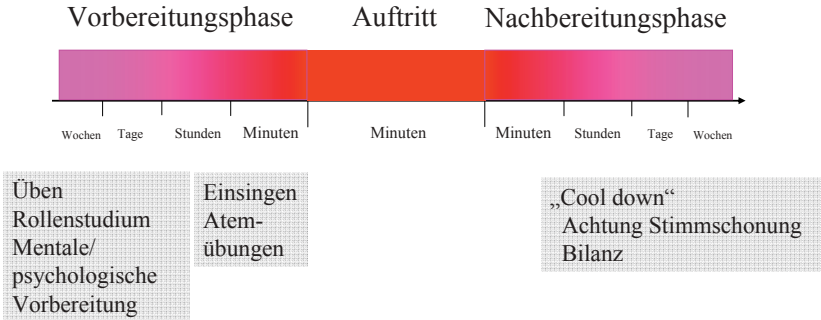 Vorbereitungsphase Auftritt Nachbereitungsphase
Wochen Tage Stunden Minuten Minuten Minuten Stunden Tage Wochen
Üben
Rollenstudium
Mentale/
psychologische
Vorbereitung
Einsingen
Atem-
übungen
„Cool down“
Achtung Stimmschonung
Bilanz